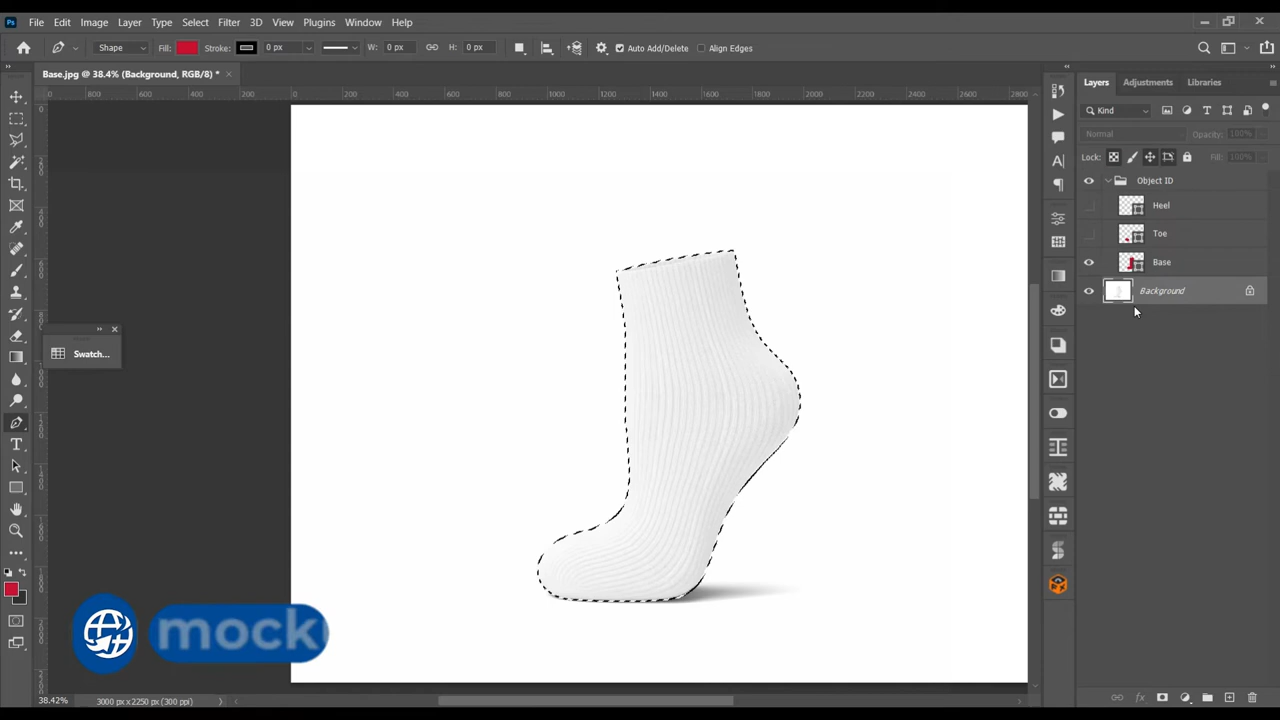 Ps File Edit Image Layer Type Select Filter 3D View Plugins Window Help
Shape Fill: Stroke: 0 px W: 0 px H: 0 px Auto Add/Delete Align Edges
Base.jpg @ 38.4% (Background, RGB/8) *
800 600 400 200 0 200 400 600 800 1000 1200 1400 1600 1800 2000 2200 2400 2600 2800
Layers Adjustments Libraries
Kind
Normal Opacity: 100%
Lock: Fill: 100%
Object ID
Heel
Toe
Base
Background
Swatch...
mock
38.42% 3000 px x 2250 px (300 ppi)